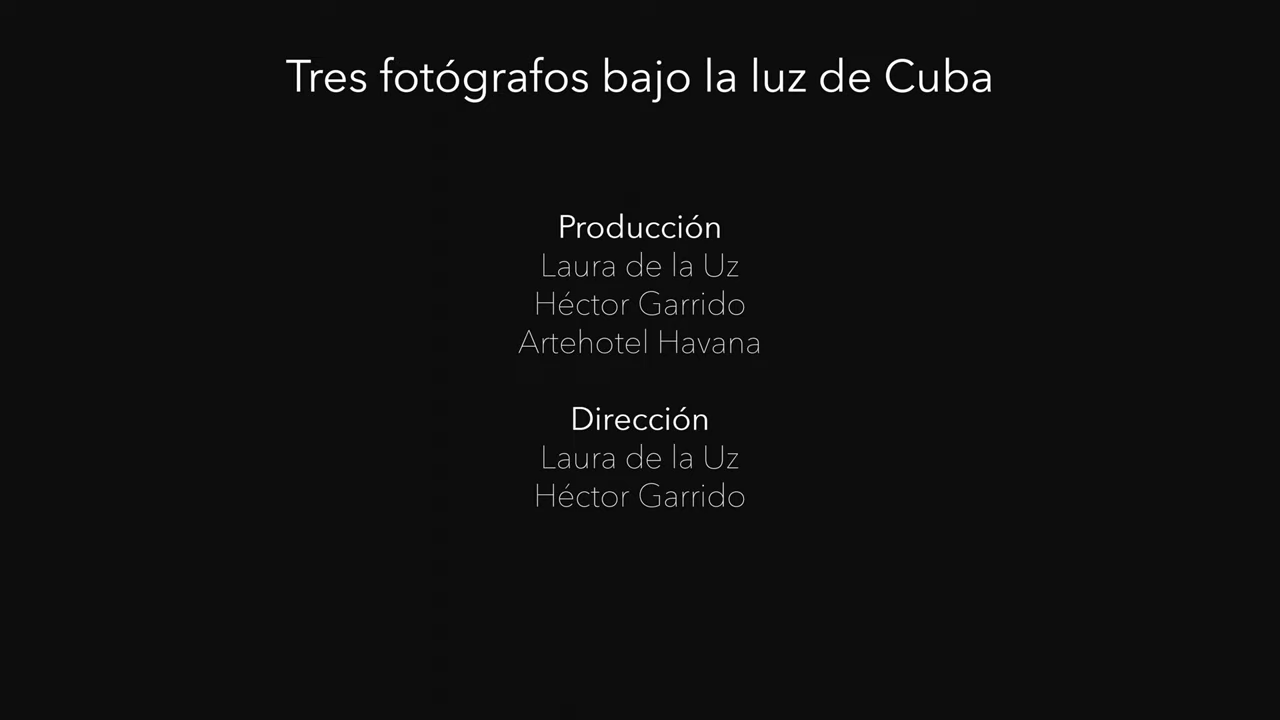 Tres fotógrafos bajo la luz de Cuba
Producción
Laura de la Uz
Héctor Garrido
Artehotel Havana
Dirección
Laura de la Uz
Héctor Garrido